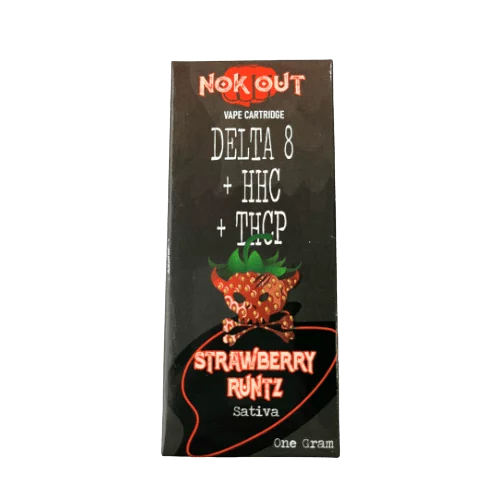 NOK OUT
VAPE CARTRIDGE
DELTA 8
+ HHC
+ THCP
STRAWBERRY
RUNTZ
Sativa
One Gram